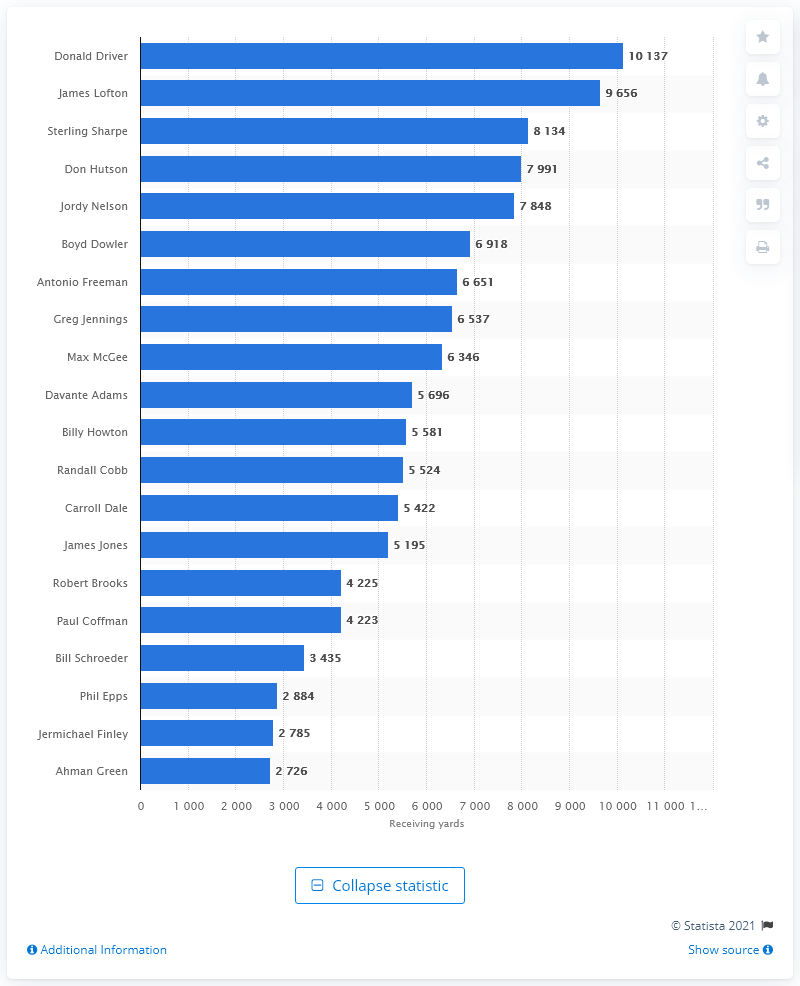 Donald Driver 10 137
James Lofton 9 656
Sterling Sharpe 8 134
Don Hutson 7 991
Jordy Nelson 7 848
Boyd Dowler 6 918
Antonio Freeman 6 651
Greg Jennings 6 537
Max McGee 6 346
Davante Adams 5 696
Billy Howton 5 581
Randall Cobb 5 524
Carroll Dale 5 422
James Jones 5 195
Robert Brooks 4 225
Paul Coffman 4 223
Bill Schroeder 3 435
Phil Epps 2 884
Jermichael Finley 2 785
Ahman Green 2 726
0 1 000 2 000 3 000 4 000 5 000 6 000 7 000 8 000 9 000 10 000 11 000 1…
Receiving yards
Collapse statistic
© Statista 2021
Additional Information Show source